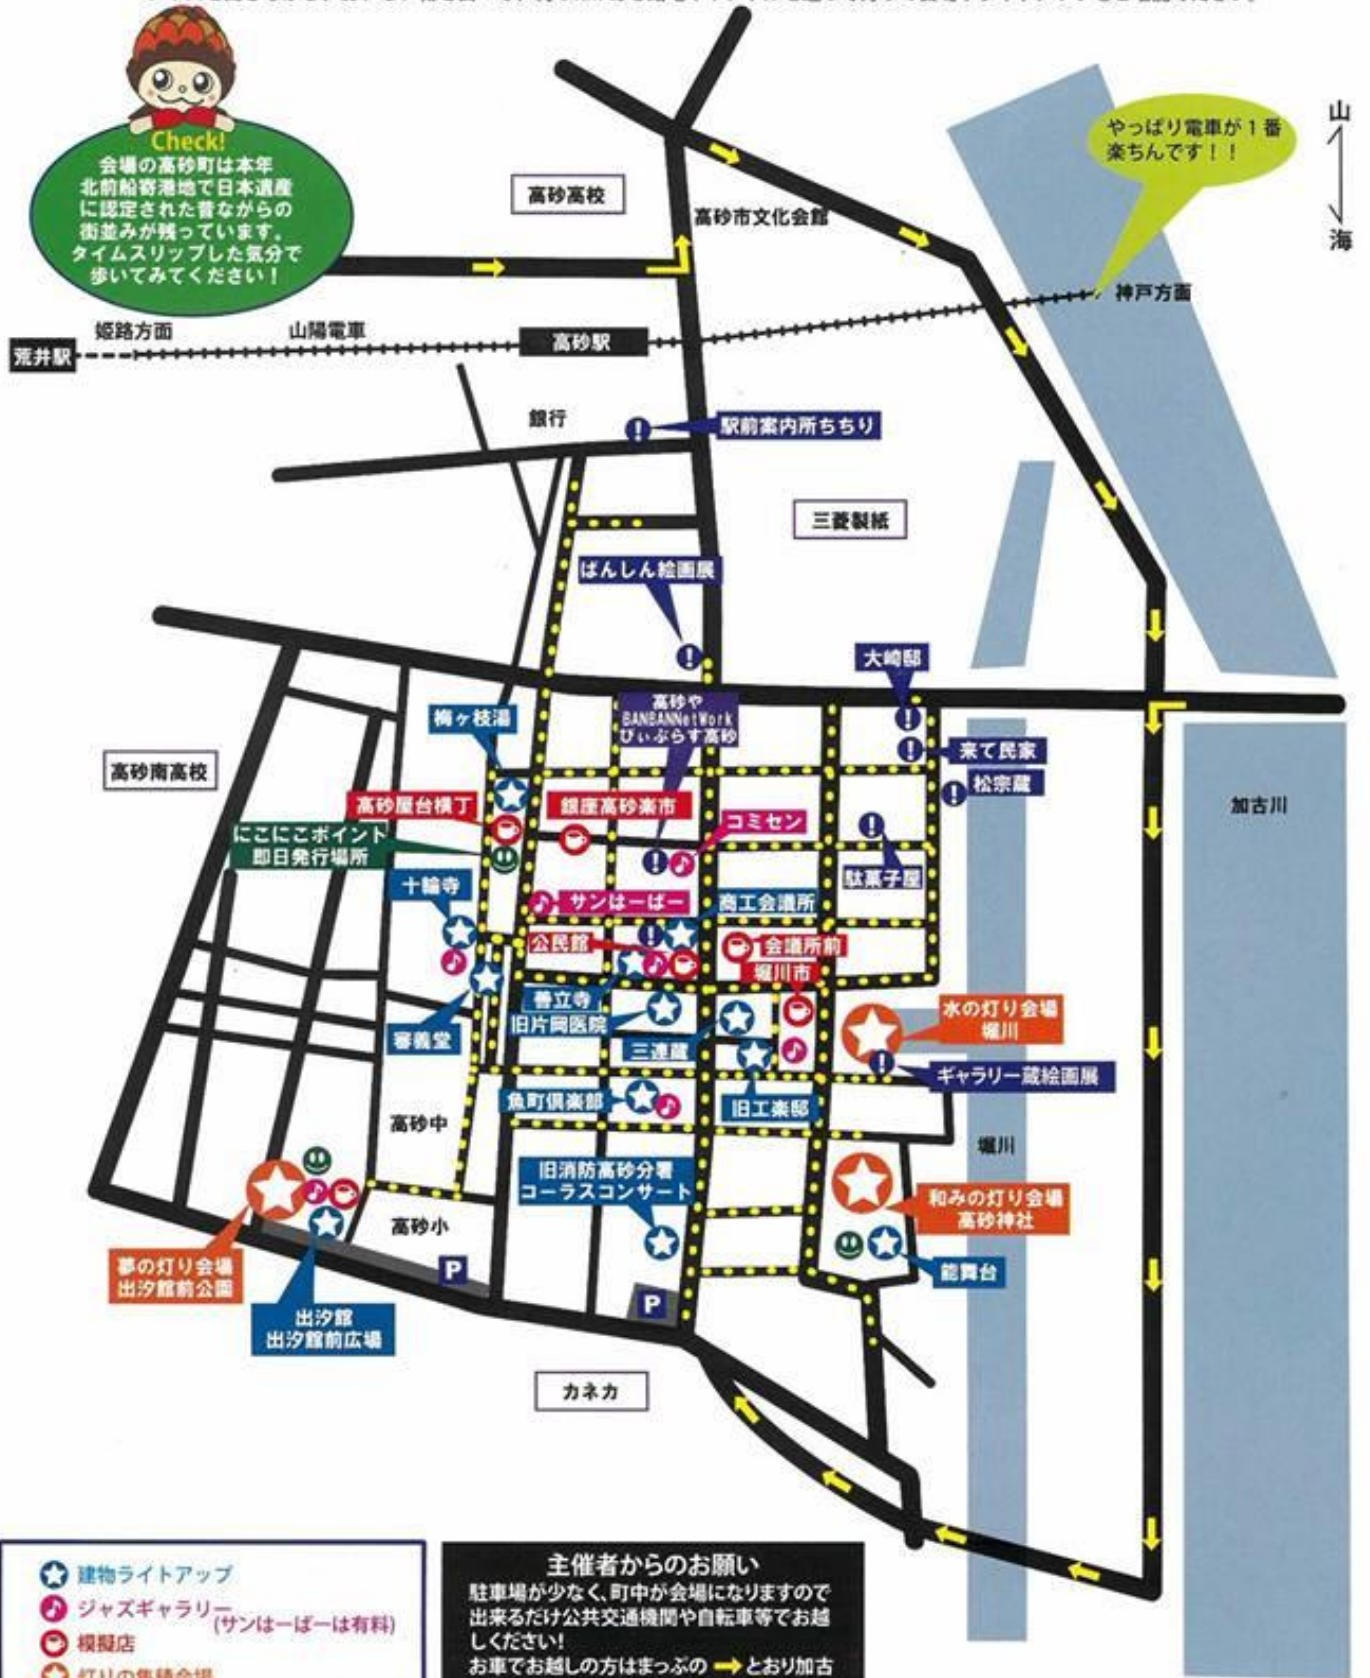 Check!
会場の高砂町は本年
北前船寄港地で日本遺産
に認定された昔ながらの
街並みが残っています。
タイムスリップした気分で
歩いてみてください！
やっぱり電車が１番
楽ちんです！！
山
海
高砂高校
高砂市文化会館
神戸方面
姫路方面
山陽電車
高砂駅
荒井駅
銀行
駅前案内所ちちり
三菱製紙
ばんしん絵画展
大崎邸
高砂や
BANBANNetWork
びぃぶらす高砂
梅ヶ枝湯
来て民家
高砂南高校
松宗蔵
高砂屋台横丁
銀座高砂楽市
加古川
コミセン
にこにこポイント
即日発行場所
駄菓子屋
十輪寺
サンはーばー
商工会議所
公民館
会議所前
堀川市
善立寺
水の灯り会場
堀川
旧片岡医院
審義堂
三連蔵
ギャラリー蔵絵画展
魚町倶楽部
旧工楽邸
高砂中
堀川
旧消防高砂分署
コーラスコンサート
和みの灯り会場
高砂神社
高砂小
夢の灯り会場
出汐館前公園
P
能舞台
P
出汐館
出汐館前広場
カネカ
建物ライトアップ
ジャズギャラリー
(サンはーばーは有料)
模擬店
灯りの集積会場
主催者からのお願い
駐車場が少なく、町中が会場になりますので
出来るだけ公共交通機関や自転車等でお越
しください！
お車でお越しの方はまっぷの ➡ とおり加古